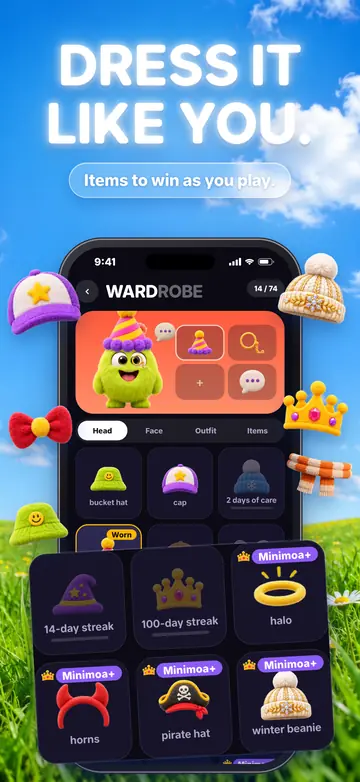 DRESS IT
LIKE YOU.
Items to win as you play.
9:41
WARDROBE
14 / 74
Head
Face
Outfit
Items
bucket hat
cap
2 days of care
Worn
14-day streak
100-day streak
Minimoa+
halo
Minimoa+
horns
Minimoa+
pirate hat
Minimoa+
winter beanie